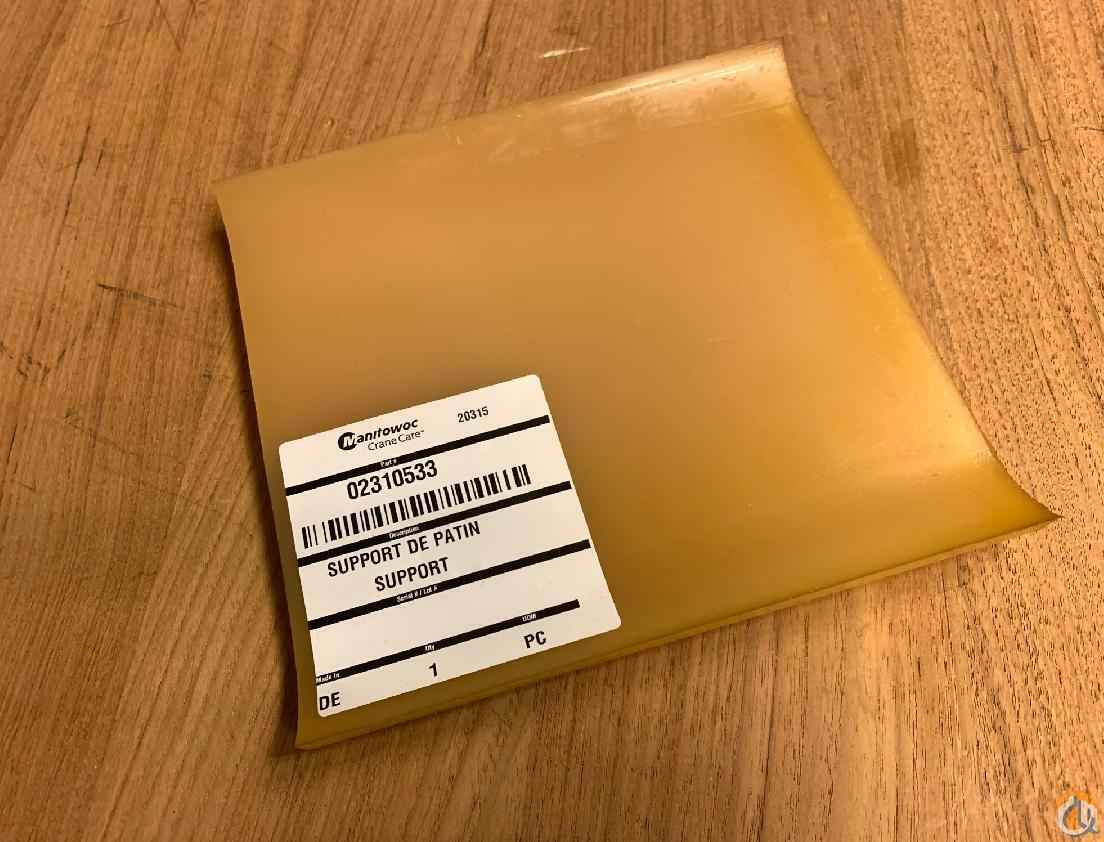 Manitowoc
Crane Care™
20315
Part #
02310533
Description
SUPPORT DE PATIN
SUPPORT
Serial # / Lot #
Qty
UOM
1
PC
Made In
DE